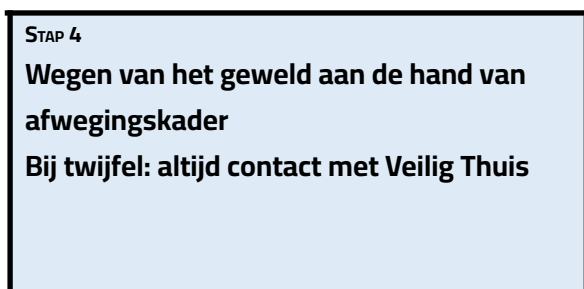 Stap 4
Wegen van het geweld aan de hand van
afwegingskader
Bij twijfel: altijd contact met Veilig Thuis